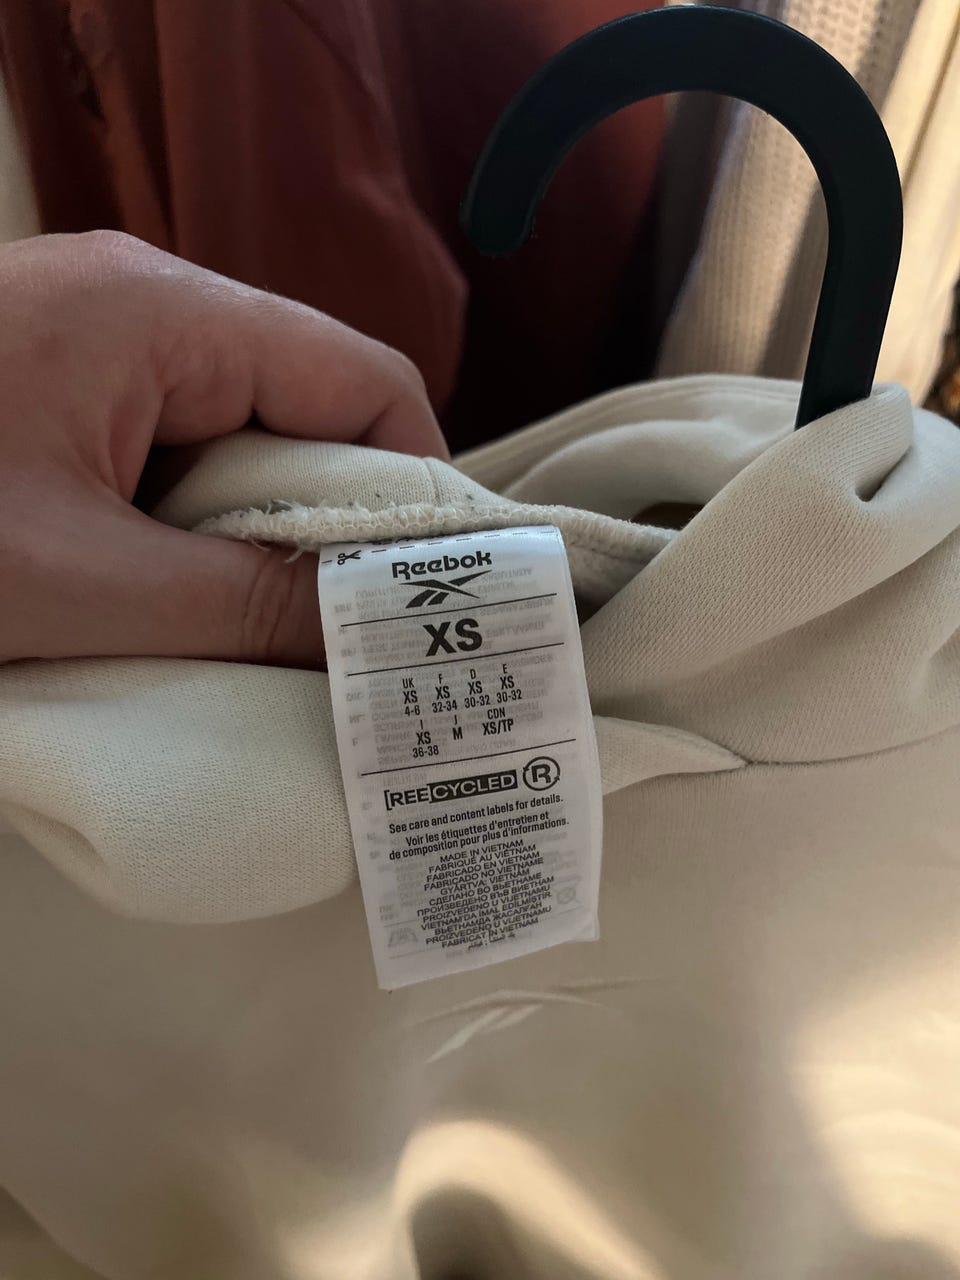 Reebok
XS
UK F D E
XS XS XS XS
4-6 32-34 30-32 30-32
I J CDN
XS M XS/TP
36-38
[REECYCLED R
See care and content labels for details.
Voir les étiquettes d'entretien et
de composition pour plus d'informations.
MADE IN VIETNAM
FABRIQUÉ AU VIÊTNAM
FABRICADO EN VIETNAM
FABRICADO NO VIETNAME
GYÁRTVA: VIETNÁM
СДЕЛАНО ВО ВЬЕТНАМЕ
ПРОИЗВЕДЕНО ВЪВ ВИЕТНАМ
PROIZVEDENO U VIJETNAMU
VIETNAM'DA İMAL EDİLMİŞTİR
ВЬЕТНАМДА ЖАСАЛҒАН
PROIZVEDENO U VIJETNAMU
FABRICAT ÎN VIETNAM